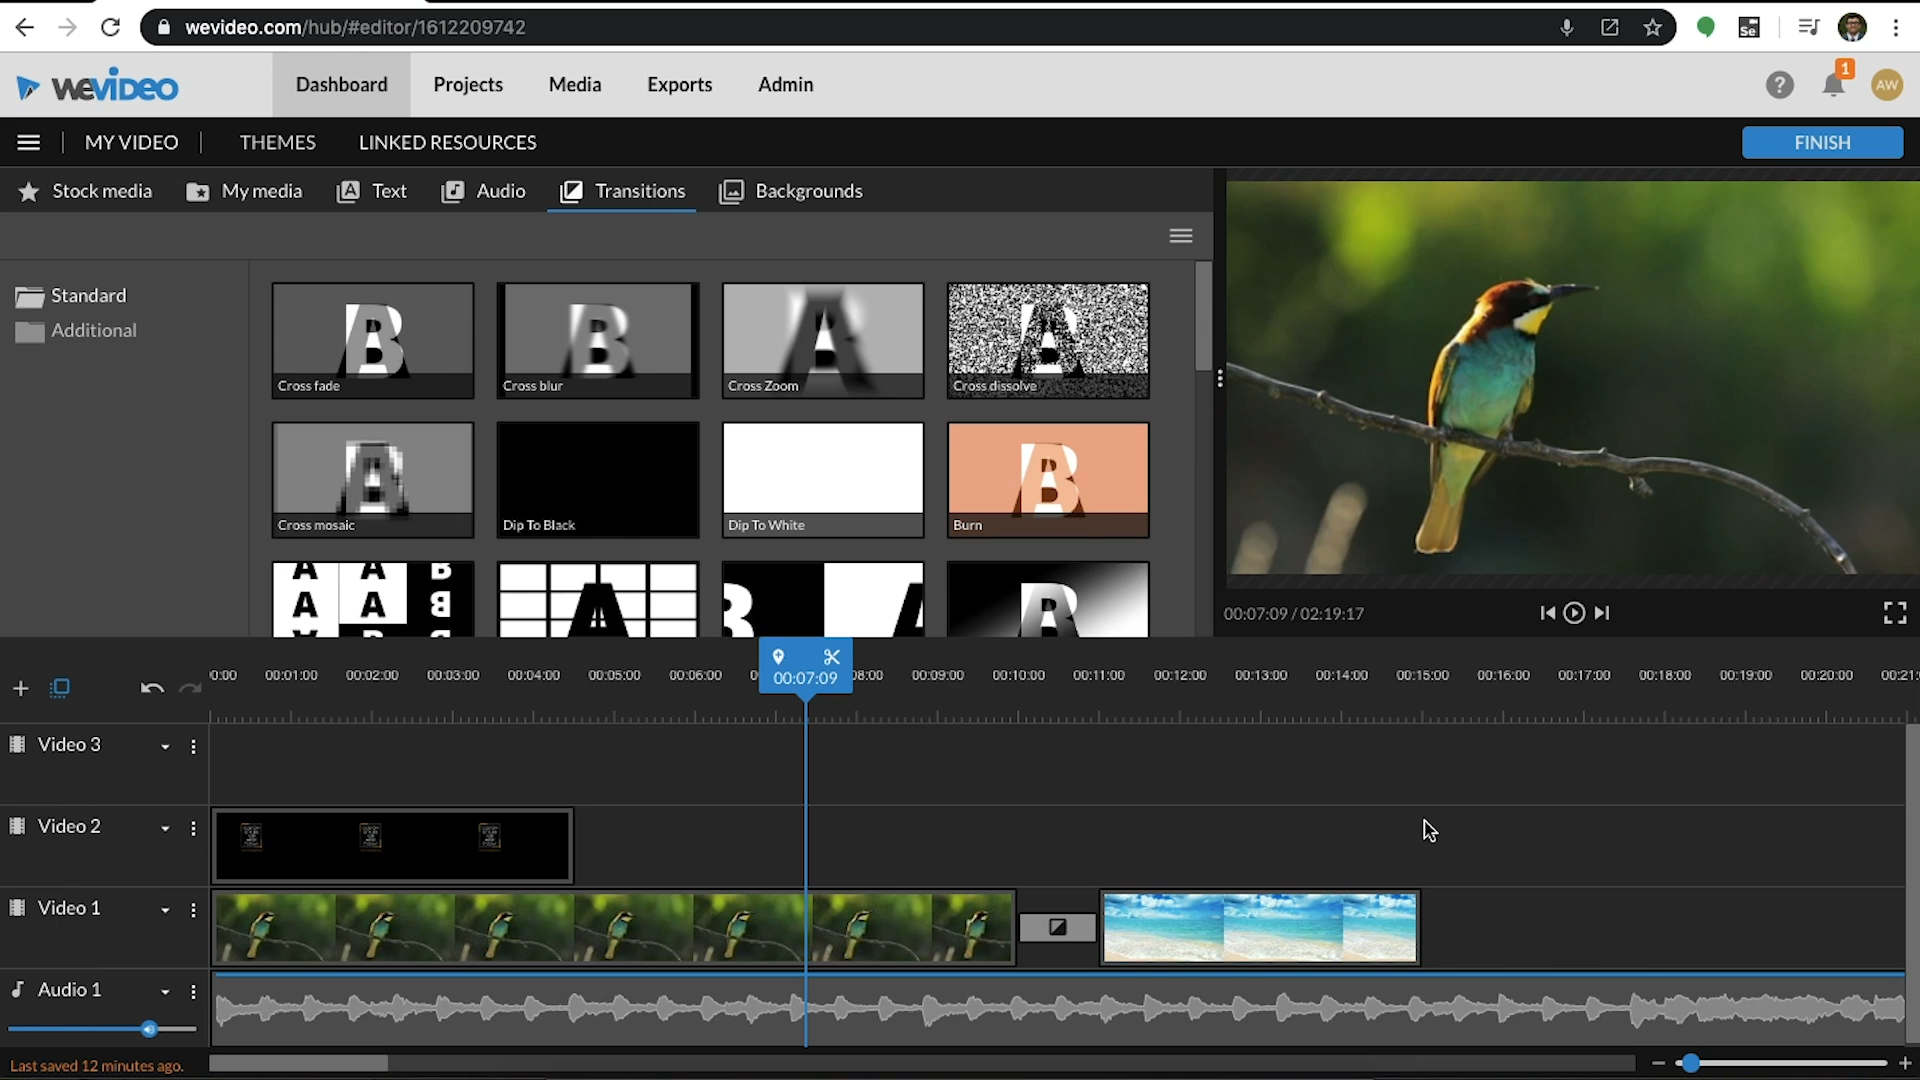 wevideo.com/hub/#editor/1612209742
Se
WEVIDEO
Dashboard
Projects
Media
Exports
Admin
?
1
AW
MY VIDEO
THEMES
LINKED RESOURCES
FINISH
Stock media
My media
A Text
Audio
Transitions
Backgrounds
Standard
Additional
Cross fade
Cross blur
Cross Zoom
Cross dissolve
Cross mosaic
Dip To Black
Dip To White
Burn
00:07:09 / 02:19:17
00:07:09
0:00 00:01:00 00:02:00 00:03:00 00:04:00 00:05:00 00:06:00 0 8:00 00:09:00 00:10:00 00:11:00 00:12:00 00:13:00 00:14:00 00:15:00 00:16:00 00:17:00 00:18:00 00:19:00 00:20:00 00:21:
Video 3
Video 2
Video 1
Audio 1
Last saved 12 minutes ago.